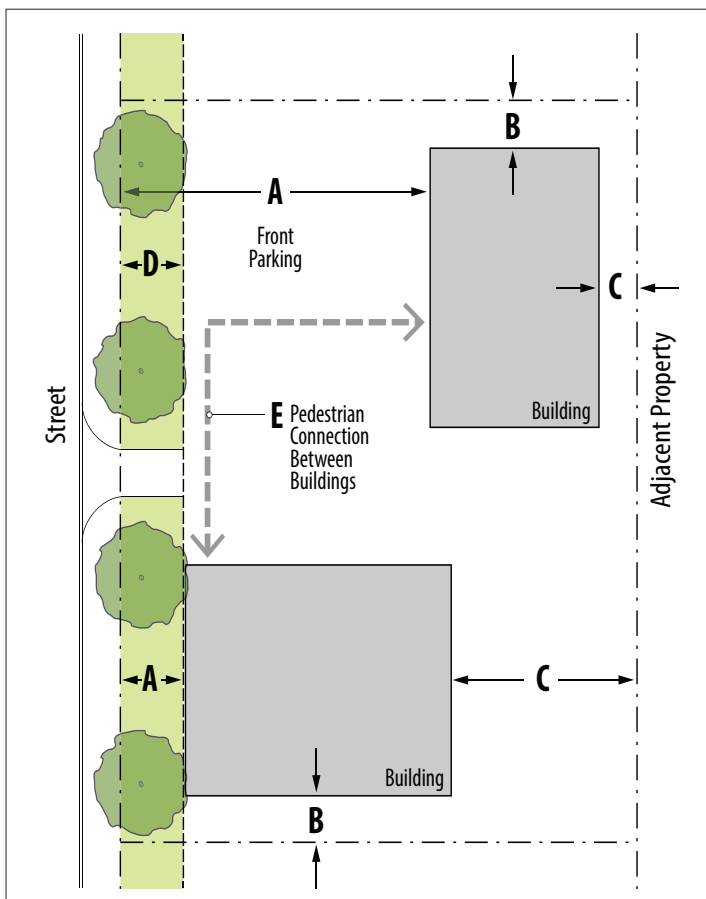 B
A
Front
Parking
D
C
Building
Street
E Pedestrian
Connection
Between
Buildings
Adjacent Property
A
C
Building
B